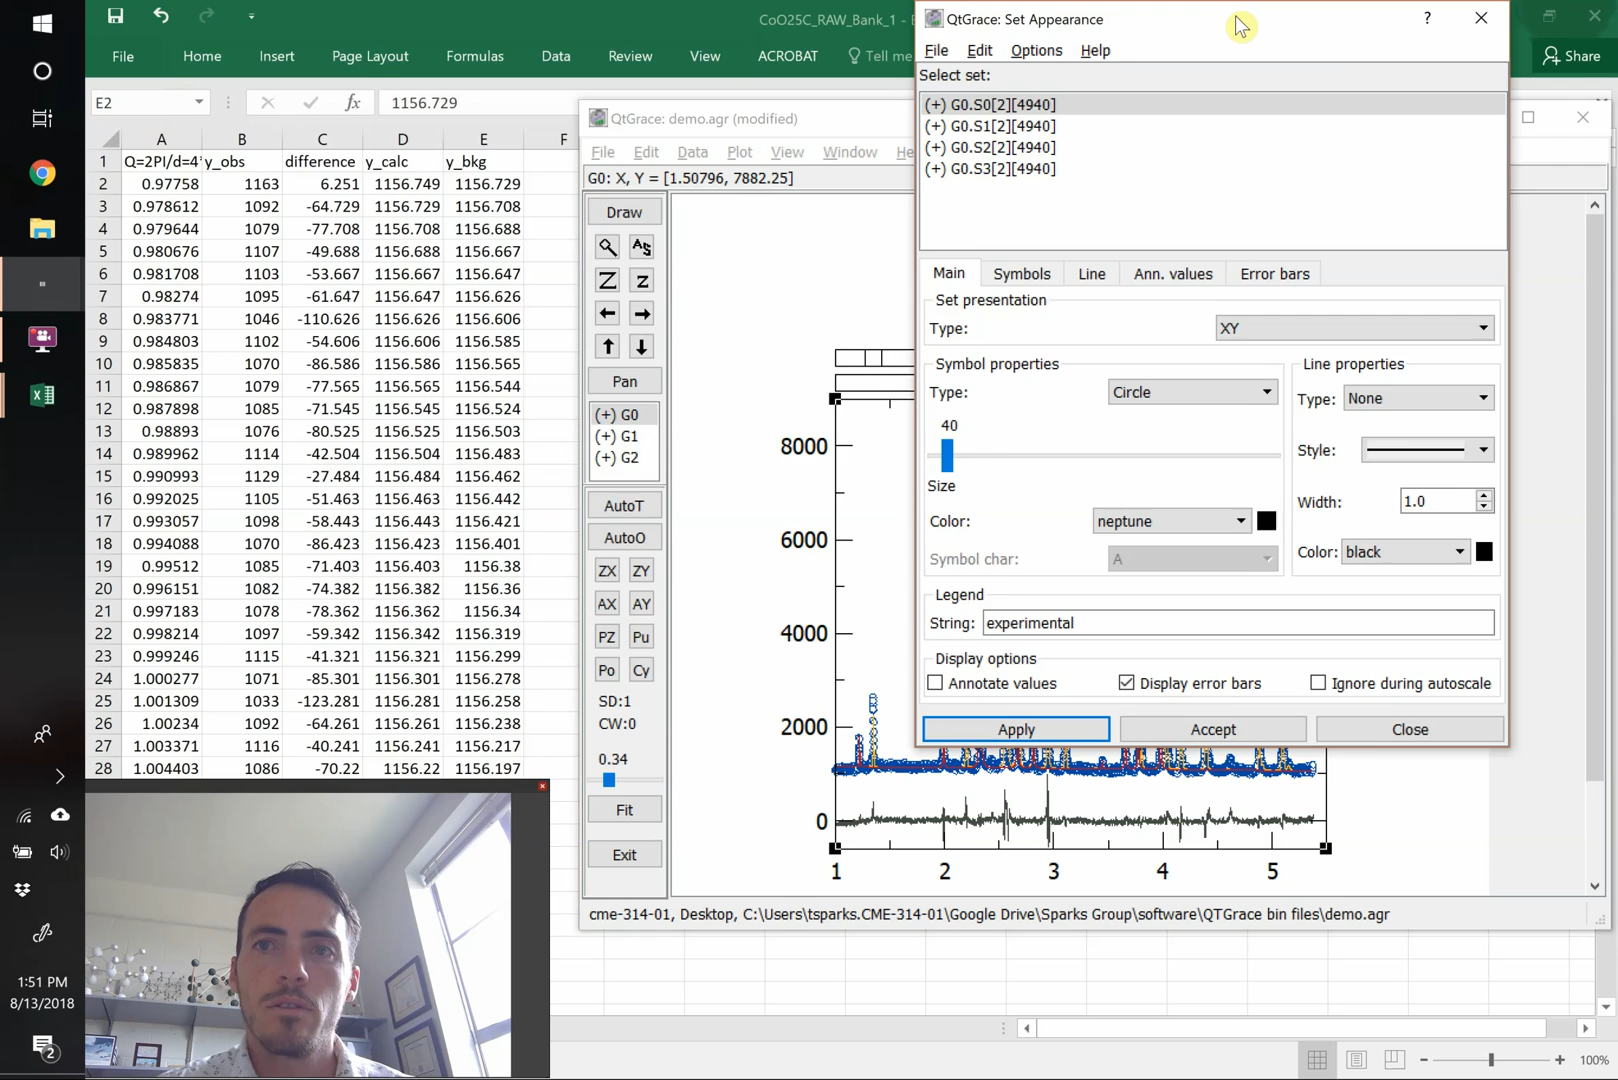 CoO25C_RAW_Bank_1 - E
File Home Insert Page Layout Formulas Data Review View ACROBAT Tell me Share
E2 fx 1156.729
A B C D E F
1 Q=2PI/d=4* y_obs difference y_calc y_bkg
2 0.97758 1163 6.251 1156.749 1156.729
3 0.978612 1092 -64.729 1156.729 1156.708
4 0.979644 1079 -77.708 1156.708 1156.688
5 0.980676 1107 -49.688 1156.688 1156.667
6 0.981708 1103 -53.667 1156.667 1156.647
7 0.98274 1095 -61.647 1156.647 1156.626
8 0.983771 1046 -110.626 1156.626 1156.606
9 0.984803 1102 -54.606 1156.606 1156.585
10 0.985835 1070 -86.586 1156.586 1156.565
11 0.986867 1079 -77.565 1156.565 1156.544
12 0.987898 1085 -71.545 1156.545 1156.524
13 0.98893 1076 -80.525 1156.525 1156.503
14 0.989962 1114 -42.504 1156.504 1156.483
15 0.990993 1129 -27.484 1156.484 1156.462
16 0.992025 1105 -51.463 1156.463 1156.442
17 0.993057 1098 -58.443 1156.443 1156.421
18 0.994088 1070 -86.423 1156.423 1156.401
19 0.99512 1085 -71.403 1156.403 1156.38
20 0.996151 1082 -74.382 1156.382 1156.36
21 0.997183 1078 -78.362 1156.362 1156.34
22 0.998214 1097 -59.342 1156.342 1156.319
23 0.999246 1115 -41.321 1156.321 1156.299
24 1.000277 1071 -85.301 1156.301 1156.278
25 1.001309 1033 -123.281 1156.281 1156.258
26 1.00234 1092 -64.261 1156.261 1156.238
27 1.003371 1116 -40.241 1156.241 1156.217
28 1.004403 1086 -70.22 1156.22 1156.197
QtGrace: demo.agr (modified)
File Edit Data Plot View Window He
G0: X, Y = [1.50796, 7882.25]
Draw
AS
Z z
Pan
(+) G0
(+) G1
(+) G2
AutoT
AutoO
ZX ZY
AX AY
PZ Pu
Po Cy
SD:1
CW:0
0.34
Fit
Exit
8000
6000
4000
2000
0
1 2 3 4 5
cme-314-01, Desktop, C:\Users\tsparks.CME-314-01\Google Drive\Sparks Group\software\QTGrace bin files\demo.agr
QtGrace: Set Appearance ?
File Edit Options Help
Select set:
(+) G0.S0[2][4940]
(+) G0.S1[2][4940]
(+) G0.S2[2][4940]
(+) G0.S3[2][4940]
Main Symbols Line Ann. values Error bars
Set presentation
Type: XY
Symbol properties
Type: Circle
40
Size
Color: neptune
Symbol char: A
Line properties
Type: None
Style:
Width: 1.0
Color: black
Legend
String: experimental
Display options
Annotate values Display error bars Ignore during autoscale
Apply Accept Close
1:51 PM
8/13/2018
2
100%